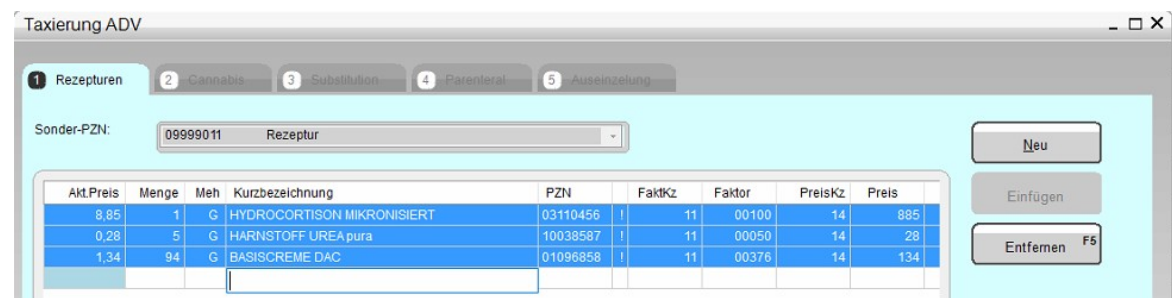 Taxierung ADV
1 Rezepturen 2 Cannabis 3 Substitution 4 Parenteral 5 Auseinzelung
Sonder-PZN: 09999011 Rezeptur
Neu
Akt.Preis Menge Meh Kurzbezeichnung PZN FaktKz Faktor PreisKz Preis
Einfügen
8,85 1 G HYDROCORTISON MIKRONISIERT 03110456 ! 11 00100 14 885
0,28 5 G HARNSTOFF UREA pura 10038587 ! 11 00050 14 28
Entfernen F5
1,34 94 G BASISCREME DAC 01096858 ! 11 00376 14 134